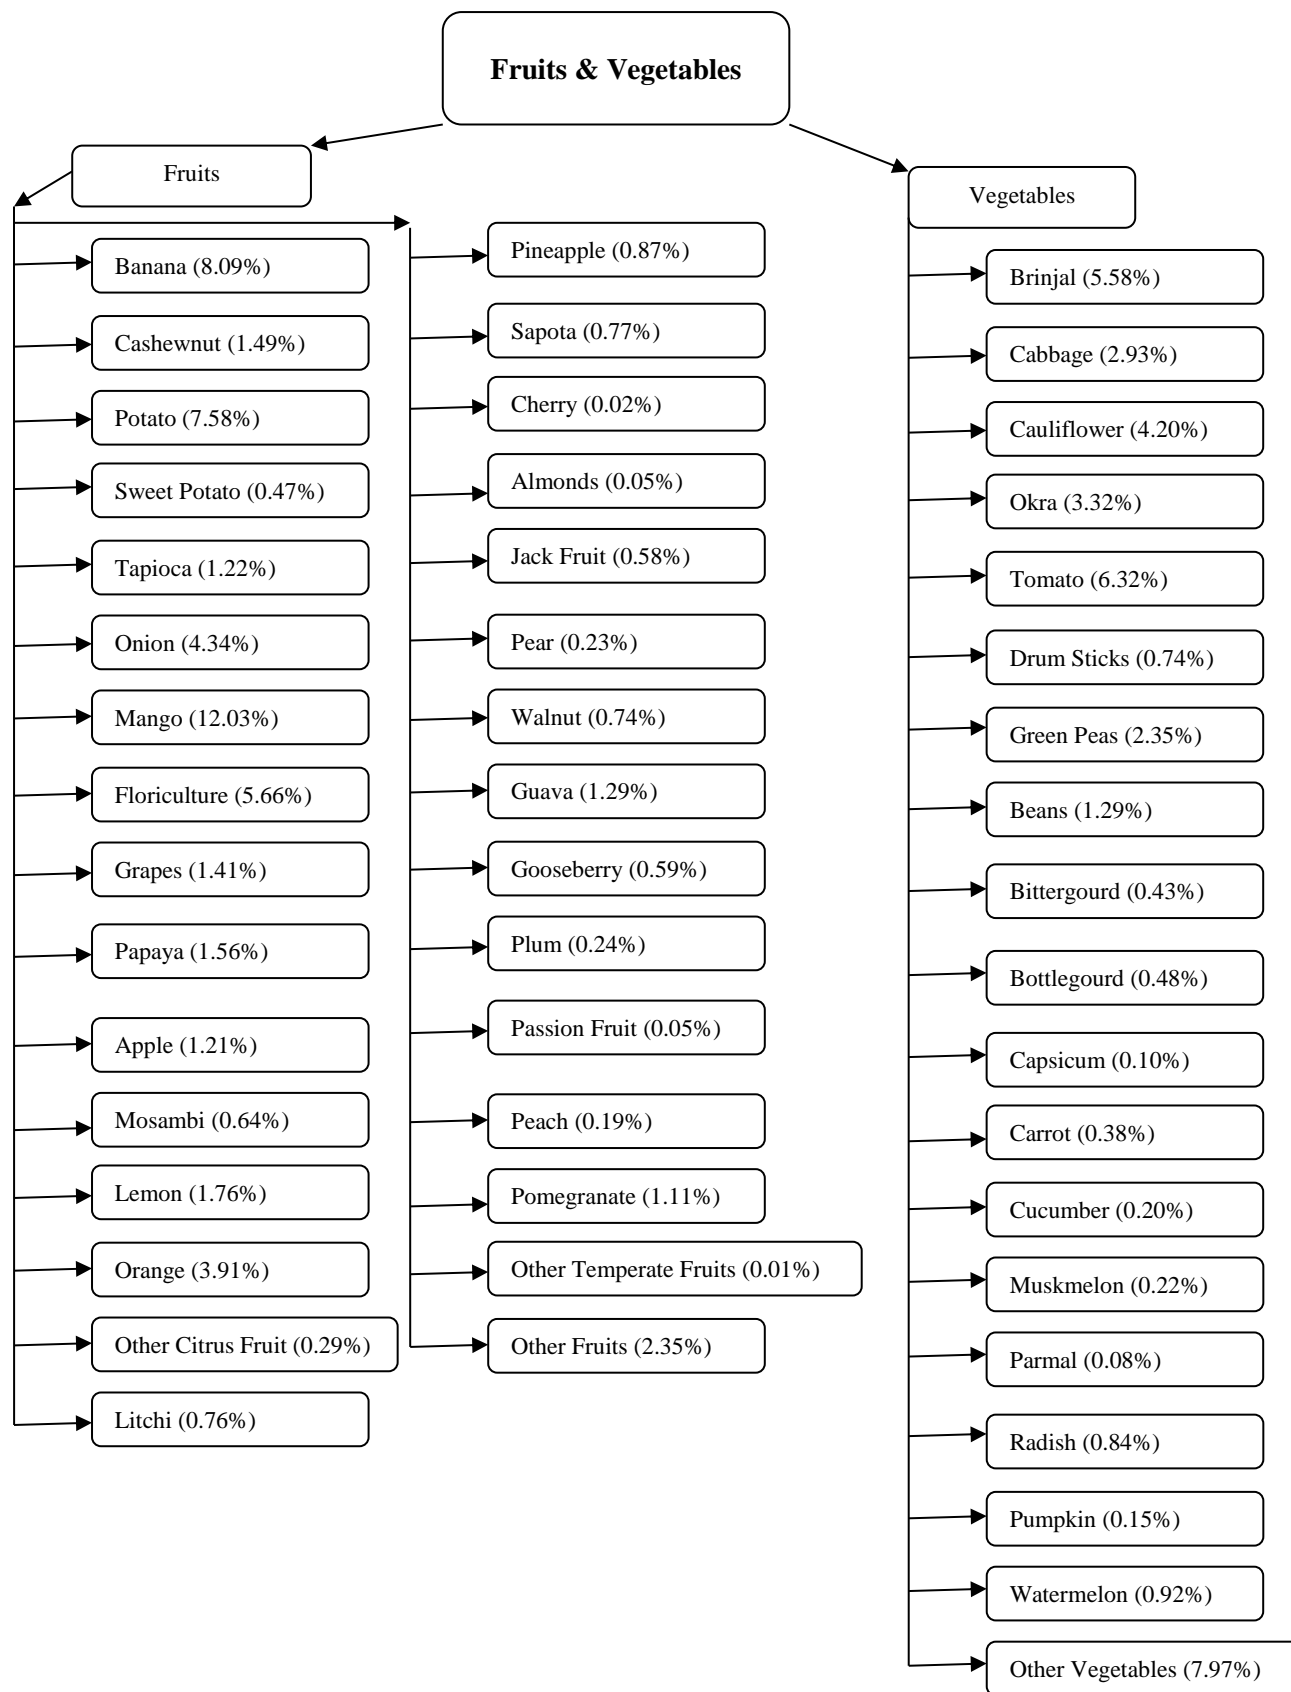 Fruits & Vegetables
Fruits
Banana (8.09%)
Cashewnut (1.49%)
Potato (7.58%)
Sweet Potato (0.47%)
Tapioca (1.22%)
Onion (4.34%)
Mango (12.03%)
Floriculture (5.66%)
Grapes (1.41%)
Papaya (1.56%)
Apple (1.21%)
Mosambi (0.64%)
Lemon (1.76%)
Orange (3.91%)
Other Citrus Fruit (0.29%)
Litchi (0.76%)
Pineapple (0.87%)
Sapota (0.77%)
Cherry (0.02%)
Almonds (0.05%)
Jack Fruit (0.58%)
Pear (0.23%)
Walnut (0.74%)
Guava (1.29%)
Gooseberry (0.59%)
Plum (0.24%)
Passion Fruit (0.05%)
Peach (0.19%)
Pomegranate (1.11%)
Other Temperate Fruits (0.01%)
Other Fruits (2.35%)
Vegetables
Brinjal (5.58%)
Cabbage (2.93%)
Cauliflower (4.20%)
Okra (3.32%)
Tomato (6.32%)
Drum Sticks (0.74%)
Green Peas (2.35%)
Beans (1.29%)
Bittergourd (0.43%)
Bottlegourd (0.48%)
Capsicum (0.10%)
Carrot (0.38%)
Cucumber (0.20%)
Muskmelon (0.22%)
Parmal (0.08%)
Radish (0.84%)
Pumpkin (0.15%)
Watermelon (0.92%)
Other Vegetables (7.97%)